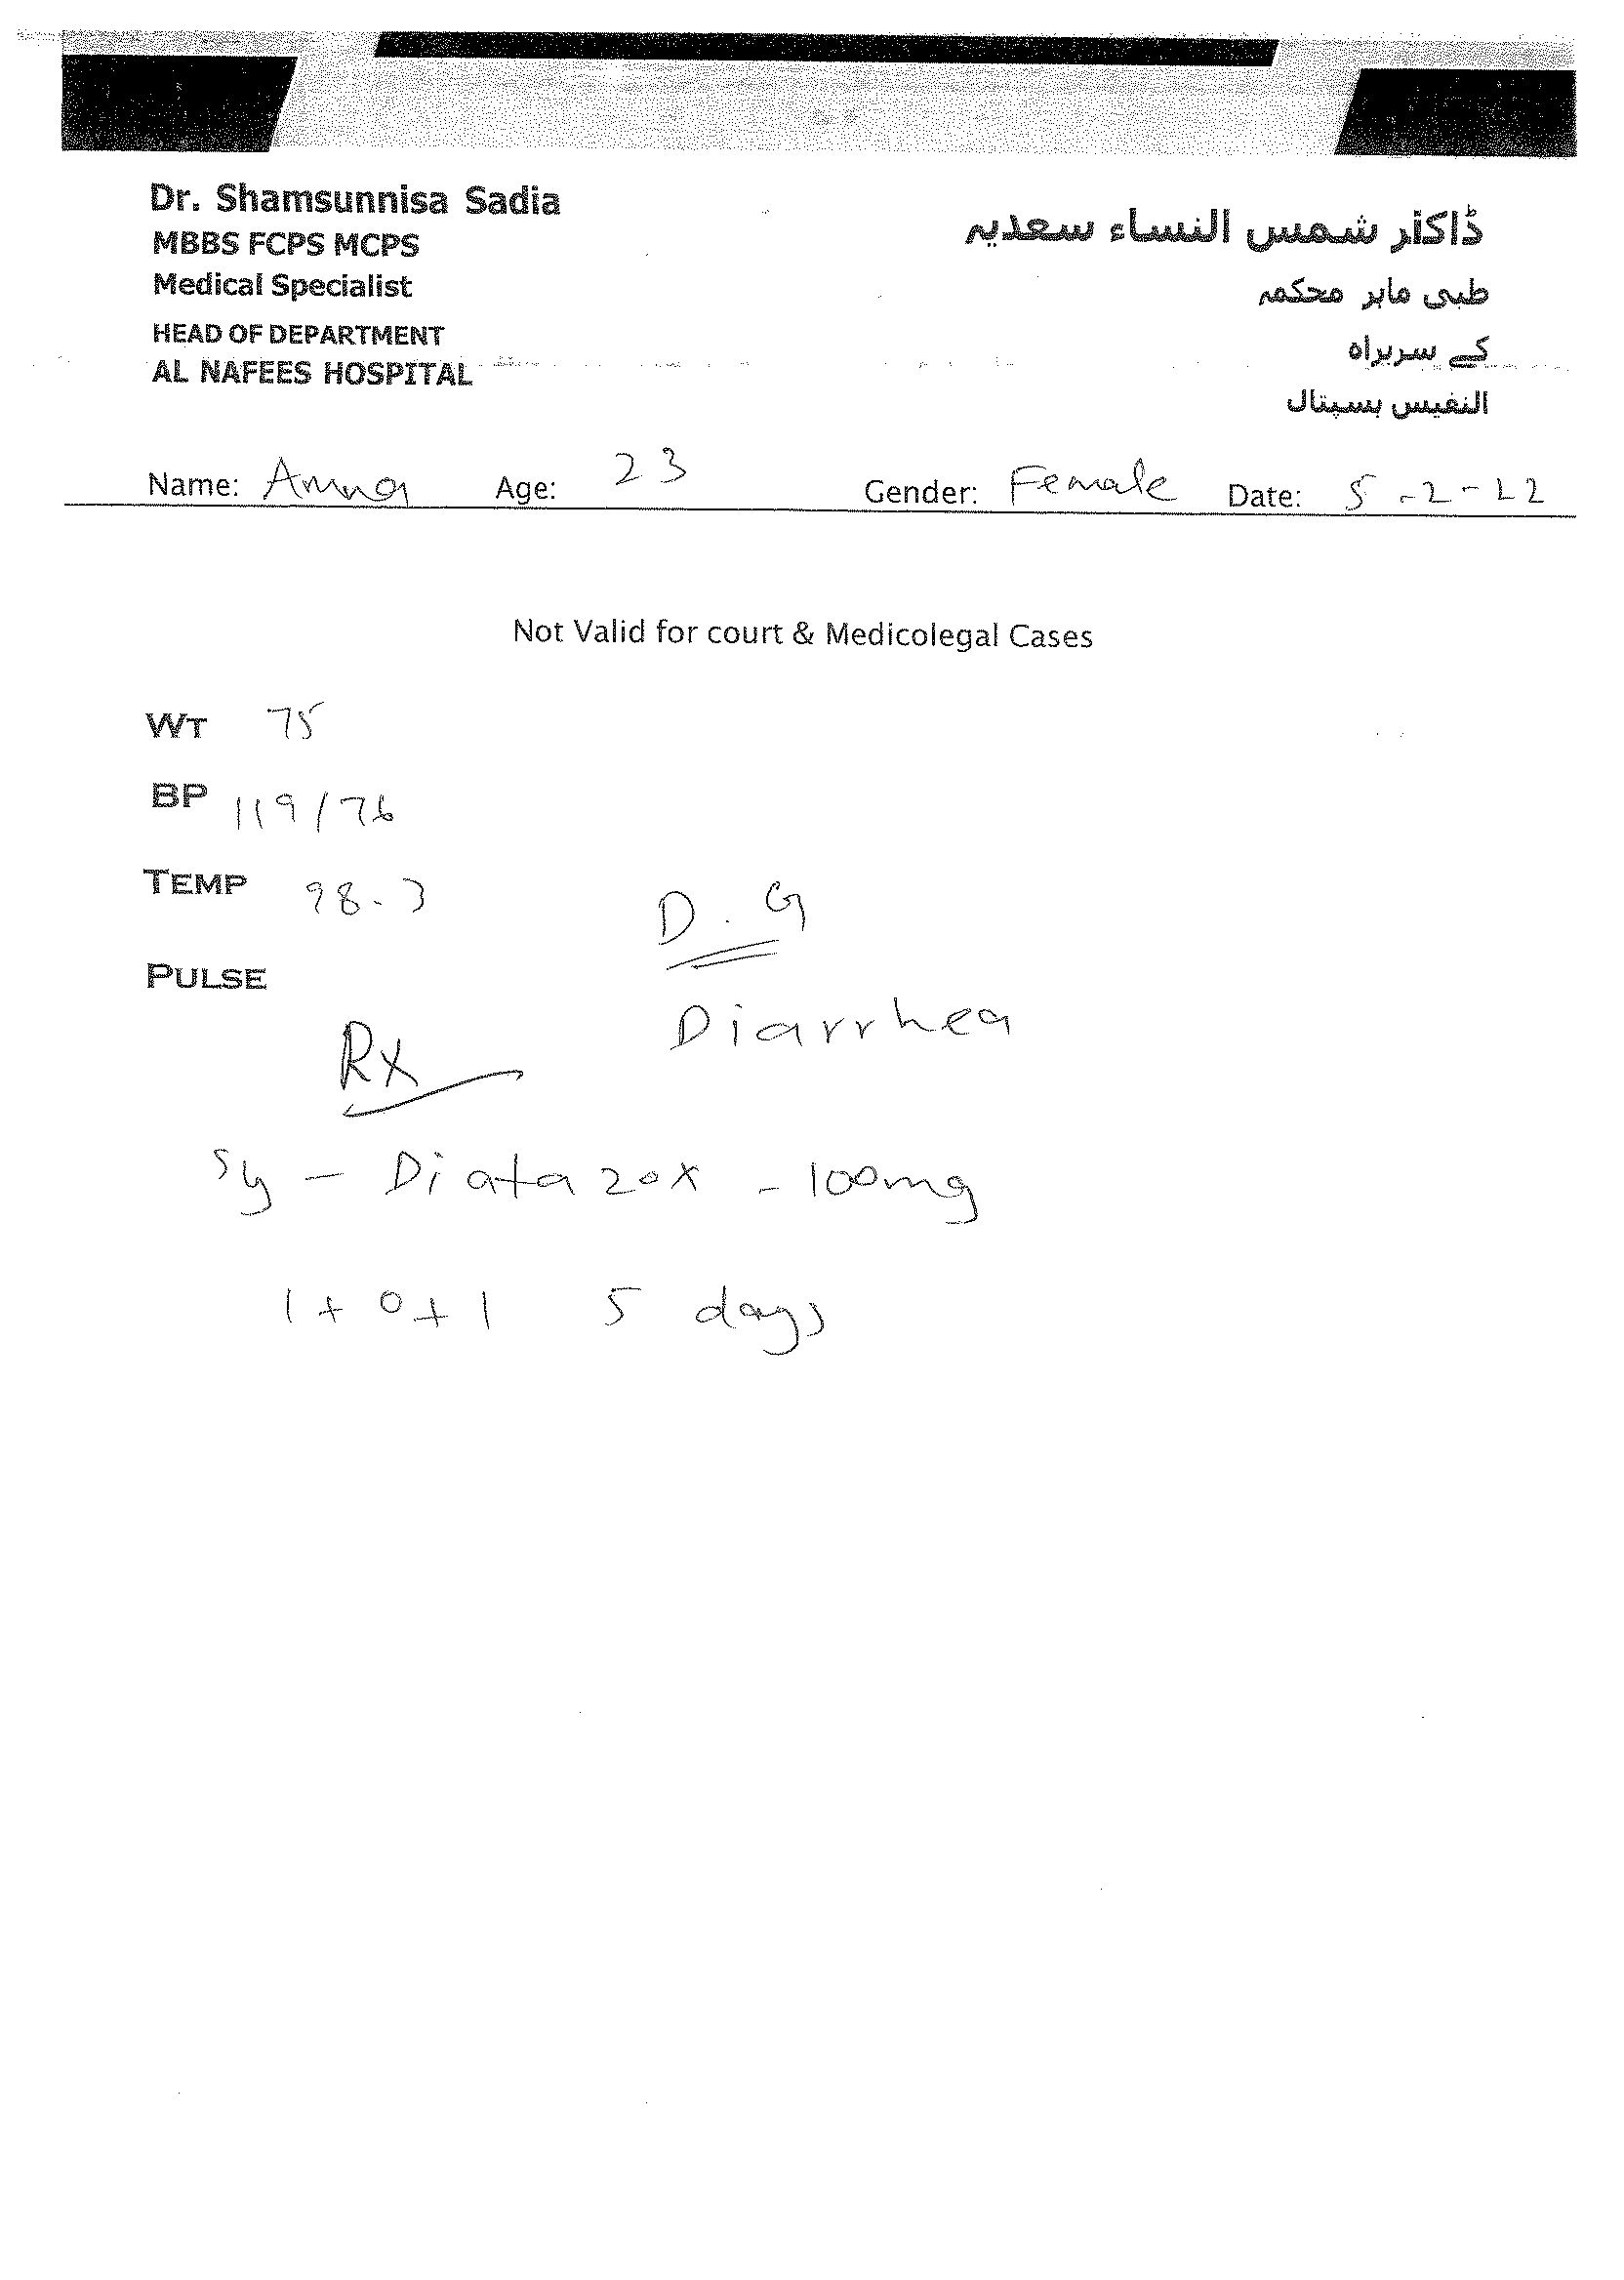 Dr. Shamsunnisa Sadia
MBBS FCPS MCPS
Medical Specialist
HEAD OF DEPARTMENT
AL NAFEES HOSPITAL
ڈاکٹر شمس النساء سعدیہ
طبی ماہر محکمہ
کے سربراہ
النفیس ہسپتال
Name: Amna Age: 23 Gender: Female Date: 5-2-22
Not Valid for court & Medicolegal Cases
WT 75
BP 119/76
TEMP 98.3
D.G
PULSE
Diarrhea
Rx
Sy - Diatazox - 100mg
1+0+1 5 days